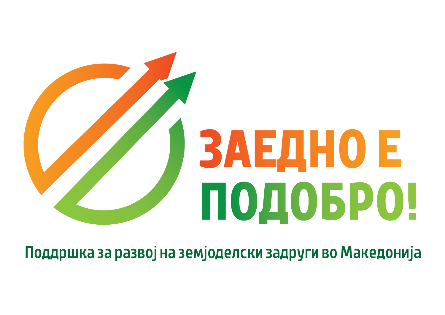 ЗАЕДНО Е
ПОДОБРО!
Поддршка за развој на земјоделски задруги во Македонија